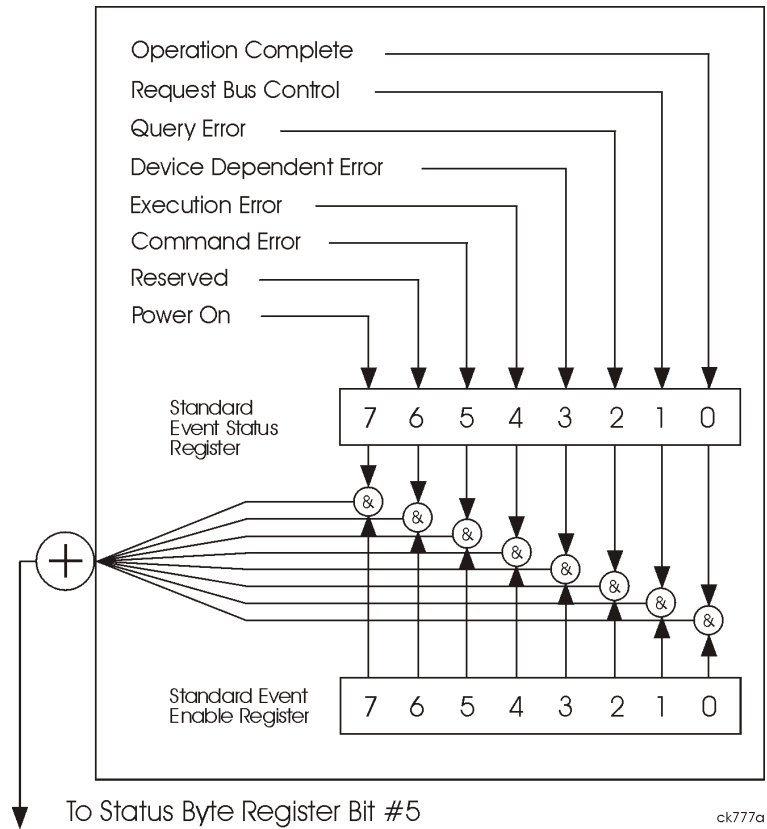 Operation Complete
Request Bus Control
Query Error
Device Dependent Error
Execution Error
Command Error
Reserved
Power On
Standard
Event Status
Register
7 6 5 4 3 2 1 0
& & & & & & & &
+
Standard Event
Enable Register
7 6 5 4 3 2 1 0
To Status Byte Register Bit #5
ck777a